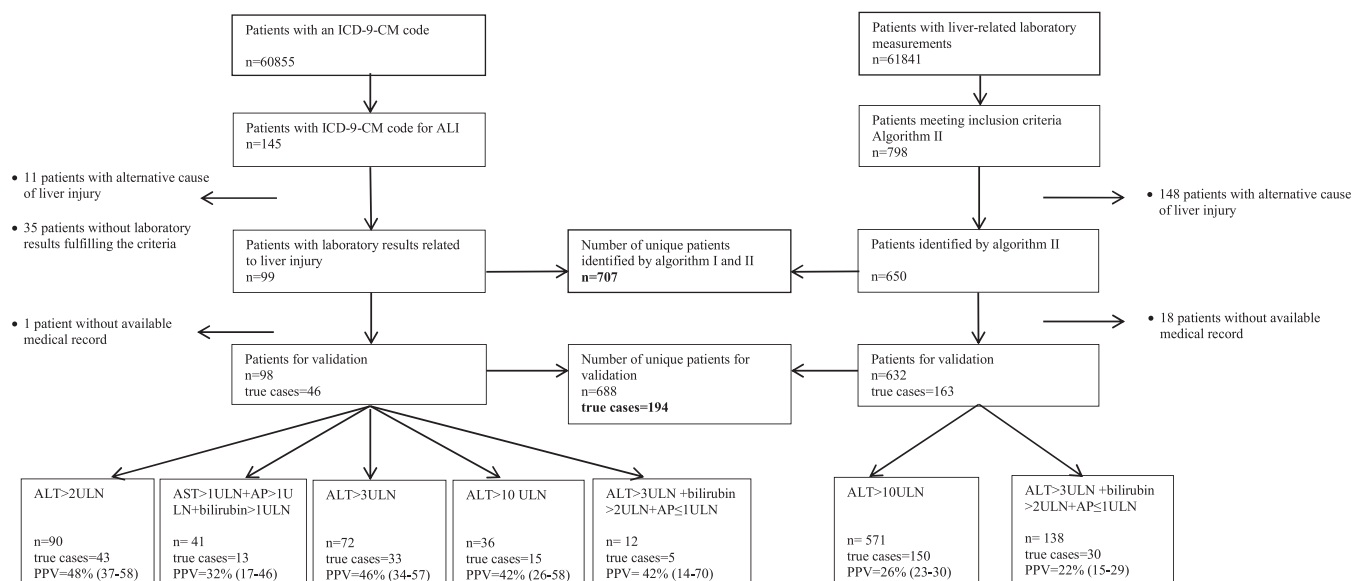 Patients with an ICD-9-CM code
n=60855
Patients with liver-related laboratory
measurements
n=61841
Patients with ICD-9-CM code for ALI
n=145
Patients meeting inclusion criteria
Algorithm II
n=798
• 11 patients with alternative cause
of liver injury
• 35 patients without laboratory
results fulfilling the criteria
• 148 patients with alternative cause
of liver injury
Patients with laboratory results related
to liver injury
n=99
Number of unique patients
identified by algorithm I and II
n=707
Patients identified by algorithm II
n=650
• 1 patient without available
medical record
• 18 patients without available
medical record
Patients for validation
n=98
true cases=46
Number of unique patients for
validation
n=688
true cases=194
Patients for validation
n=632
true cases=163
ALT>2ULN
n=90
true cases=43
PPV=48% (37-58)
AST>1ULN+AP>1U
LN+bilirubin>1ULN
n= 41
true cases=13
PPV=32% (17-46)
ALT>3ULN
n=72
true cases=33
PPV=46% (34-57)
ALT>10 ULN
n=36
true cases=15
PPV=42% (26-58)
ALT>3ULN +bilirubin
>2ULN+AP≤1ULN
n= 12
true cases=5
PPV= 42% (14-70)
ALT>10ULN
n= 571
true cases=150
PPV=26% (23-30)
ALT>3ULN +bilirubin
>2ULN+AP≤1ULN
n= 138
true cases=30
PPV=22% (15-29)